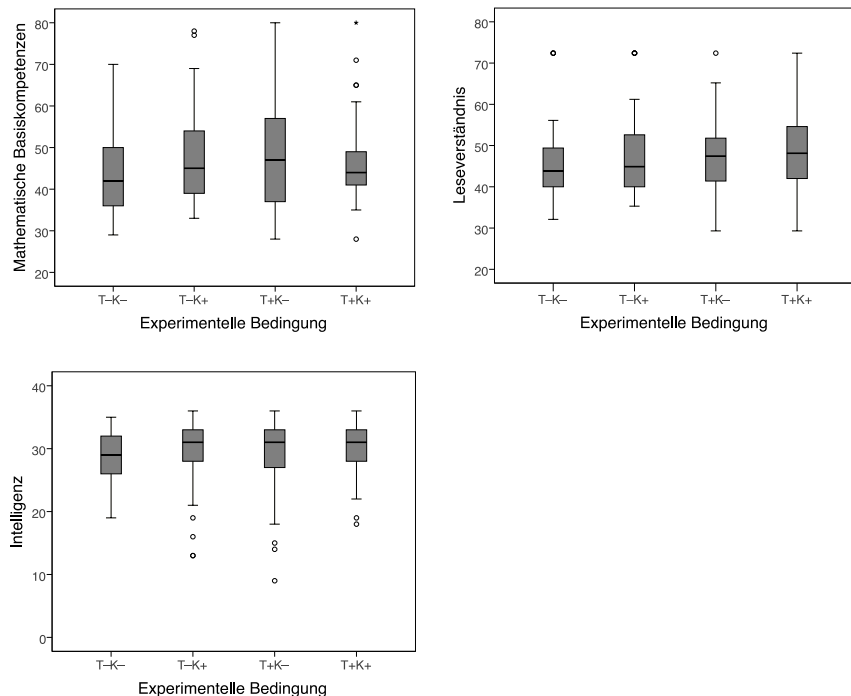 Mathematische Basiskompetenzen
80
70
60
50
40
30
20
T–K–
T–K+
T+K–
T+K+
Experimentelle Bedingung
Leseverständnis
80
70
60
50
40
30
20
T–K–
T–K+
T+K–
T+K+
Experimentelle Bedingung
Intelligenz
40
30
20
10
0
T–K–
T–K+
T+K–
T+K+
Experimentelle Bedingung